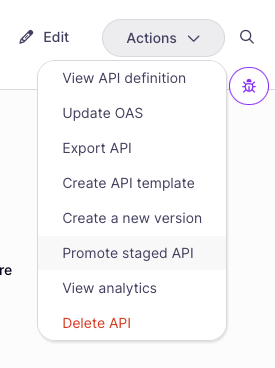 Edit
Actions
View API definition
Update OAS
Export API
Create API template
Create a new version
Promote staged API
re
View analytics
Delete API